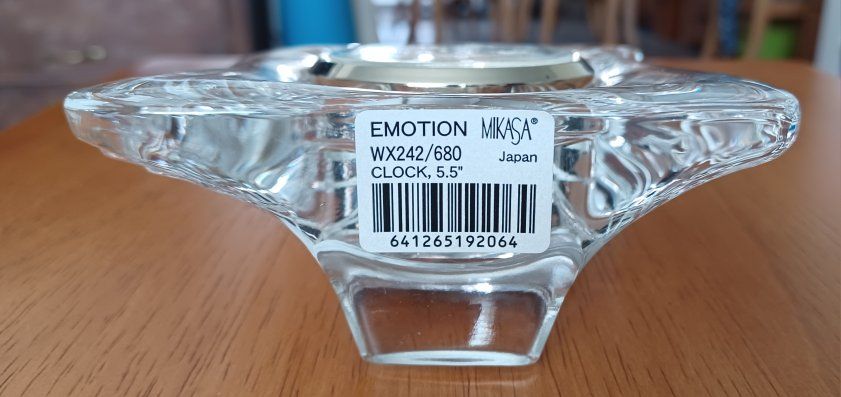 EMOTION MIKASA®
WX242/680 Japan
CLOCK, 5.5"
641265192064